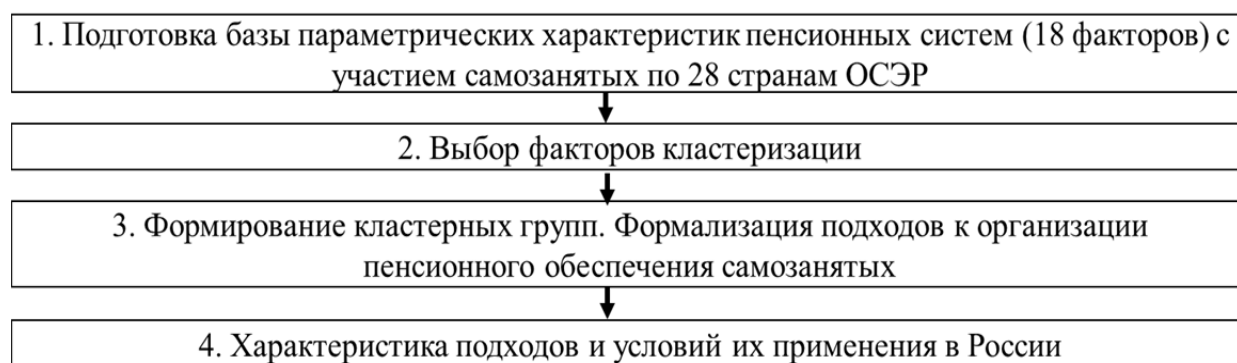 1. Подготовка базы параметрических характеристик пенсионных систем (18 факторов) с
участием самозанятых по 28 странам ОСЭР
2. Выбор факторов кластеризации
3. Формирование кластерных групп. Формализация подходов к организации
пенсионного обеспечения самозанятых
4. Характеристика подходов и условий их применения в России